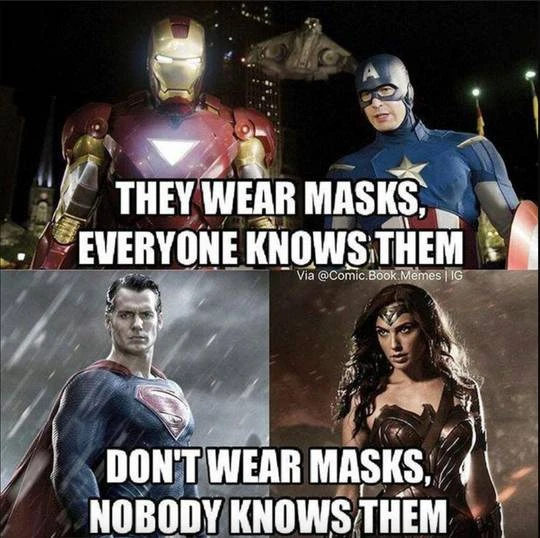 A
THEY WEAR MASKS,
EVERYONE KNOWS THEM
Via @Comic.Book.Memes | IG
DON'T WEAR MASKS,
NOBODY KNOWS THEM